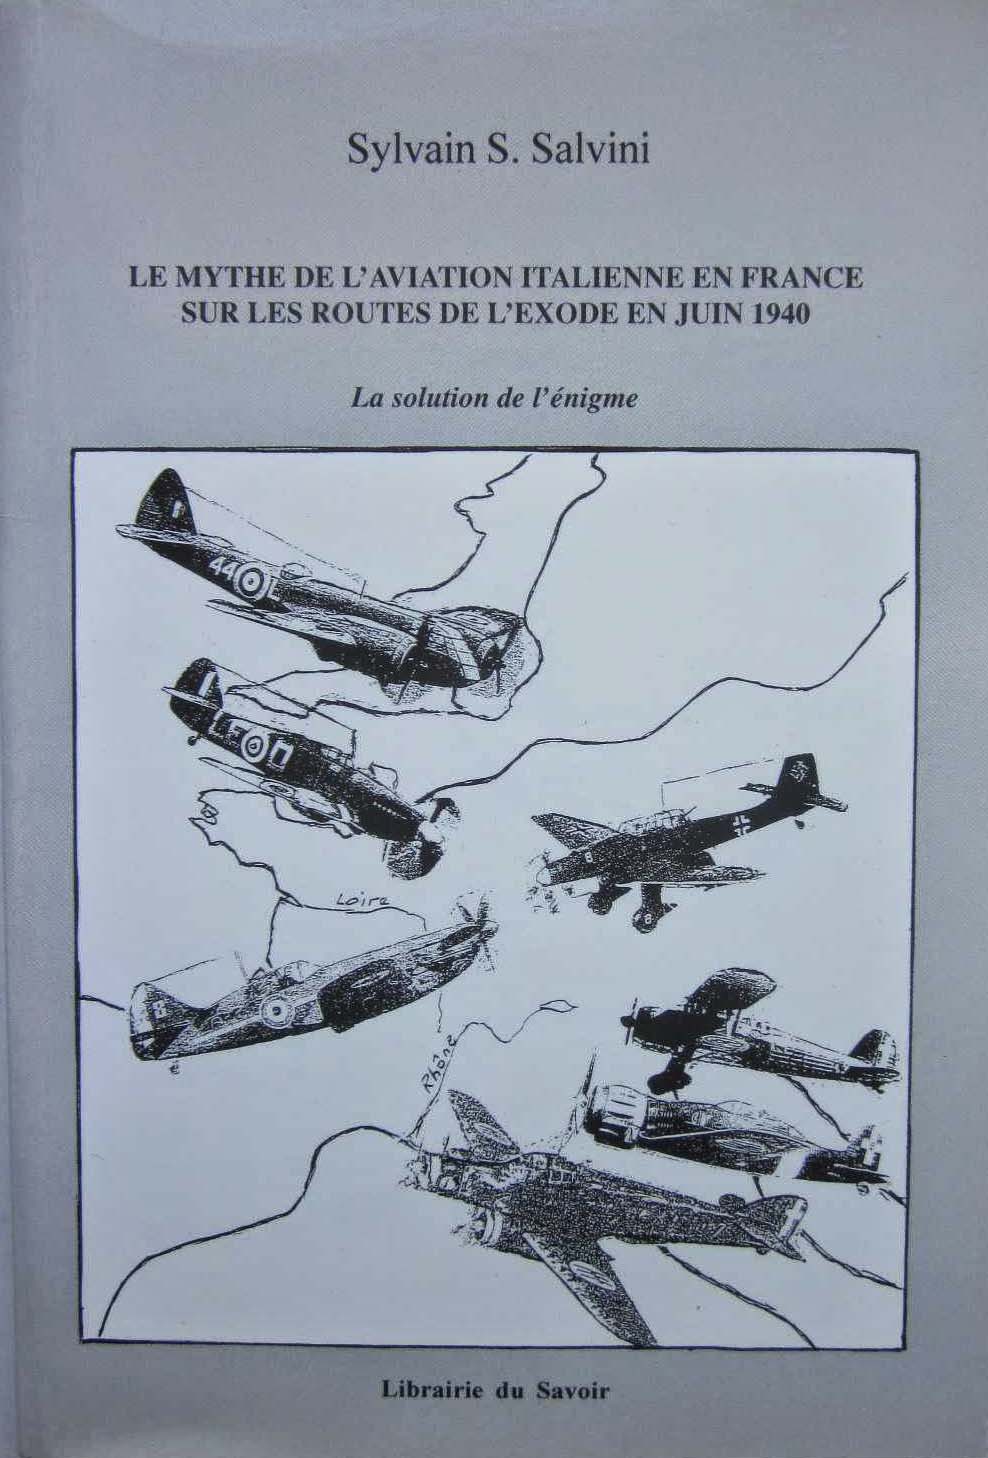 Sylvain S. Salvini
LE MYTHE DE L'AVIATION ITALIENNE EN FRANCE
SUR LES ROUTES DE L'EXODE EN JUIN 1940
La solution de l'énigme
44
LE
Loire
Rhône
Librairie du Savoir